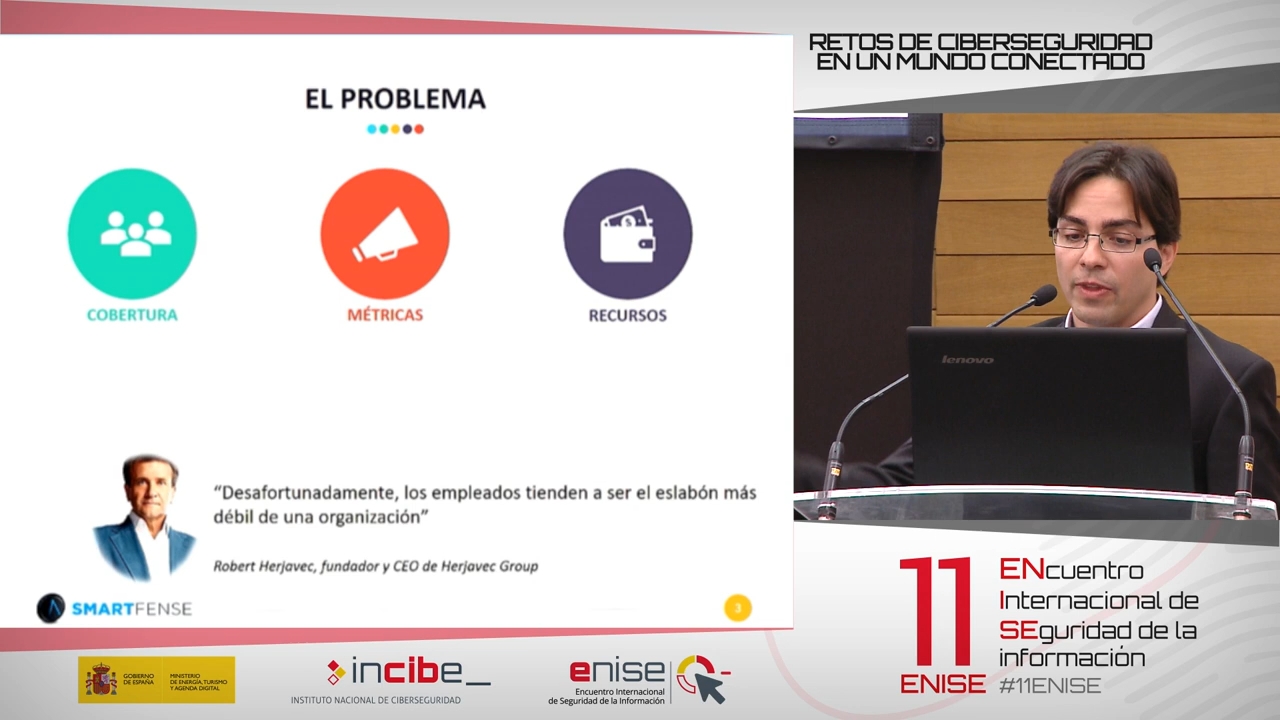 RETOS DE CIBERSEGURIDAD
EN UN MUNDO CONECTADO
EL PROBLEMA
COBERTURA
MÉTRICAS
RECURSOS
“Desafortunadamente, los empleados tienden a ser el eslabón más
débil de una organización”
Robert Herjavec, fundador y CEO de Herjavec Group
SMARTFENSE
3
lenovo
11
ENISE
ENcuentro
Internacional de
SEguridad de la
información
#11ENISE
GOBIERNO
DE ESPAÑA
MINISTERIO
DE ENERGÍA, TURISMO
Y AGENDA DIGITAL
incibe_
INSTITUTO NACIONAL DE CIBERSEGURIDAD
enise
Encuentro Internacional
de Seguridad de la Información